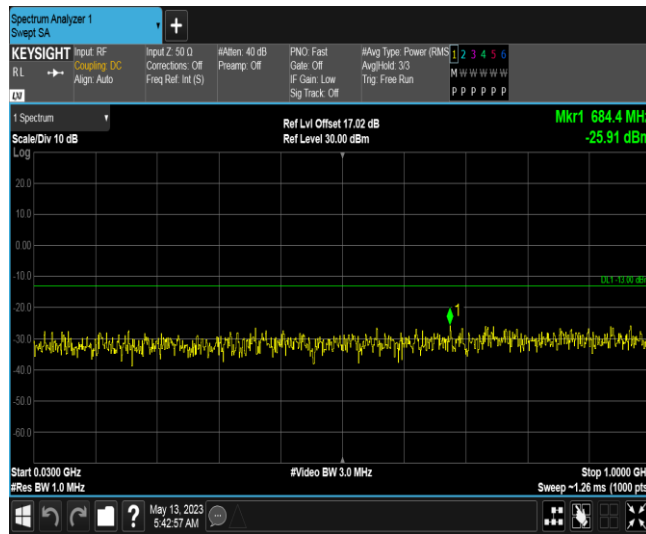 Spectrum Analyzer 1
Swept SA
+
KEYSIGHT
RL
LXI
Input: RF
Coupling: DC
Align: Auto
Input Z: 50 Ω
Corrections: Off
Freq Ref: Int (S)
#Atten: 40 dB
Preamp: Off
PNO: Fast
Gate: Off
IF Gain: Low
Sig Track: Off
#Avg Type: Power (RMS
Avg|Hold: 3/3
Trig: Free Run
1 2 3 4 5 6
M W W W W W
P P P P P P
1 Spectrum
Scale/Div 10 dB
Log
Ref Lvl Offset 17.02 dB
Ref Level 30.00 dBm
Mkr1 684.4 MHz
-25.91 dBm
20.0
10.0
0.00
-10.0
DL1 -13.00 dBm
-20.0
1
-30.0
-40.0
-50.0
-60.0
Start 0.0300 GHz
#Res BW 1.0 MHz
#Video BW 3.0 MHz
Stop 1.0000 GH
Sweep ~1.26 ms (1000 pts
?
May 13, 2023
5:42:57 AM